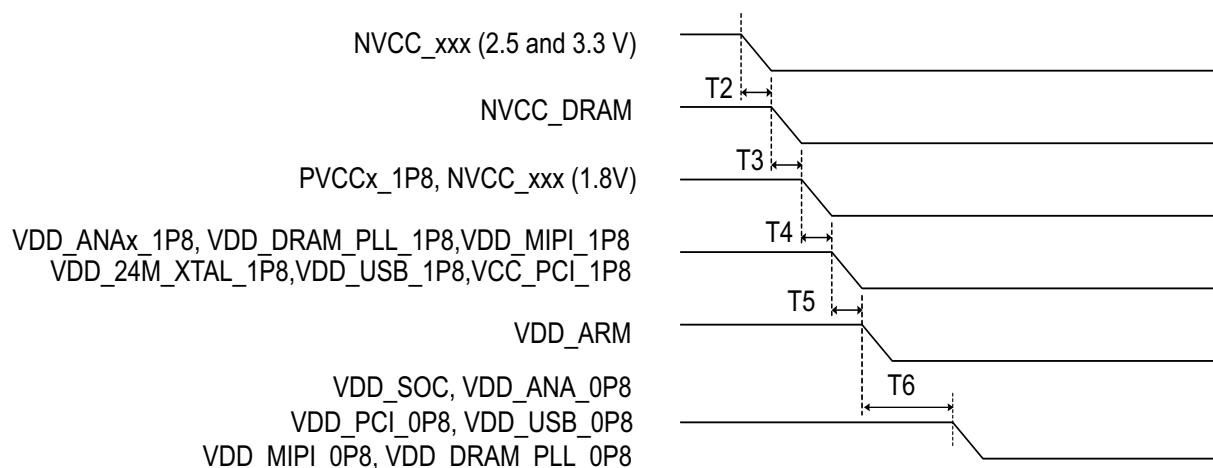 NVCC_xxx (2.5 and 3.3 V)
T2
NVCC_DRAM
T3
PVCCx_1P8, NVCC_xxx (1.8V)
T4
VDD_ANAx_1P8, VDD_DRAM_PLL_1P8,VDD_MIPI_1P8
VDD_24M_XTAL_1P8,VDD_USB_1P8,VCC_PCI_1P8
T5
VDD_ARM
T6
VDD_SOC, VDD_ANA_0P8
VDD_PCI_0P8, VDD_USB_0P8
VDD_MIPI_0P8, VDD_DRAM_PLL_0P8